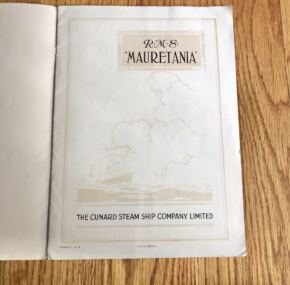 R·M·S·
"MAURETANIA"
THE CUNARD STEAM SHIP COMPANY LIMITED